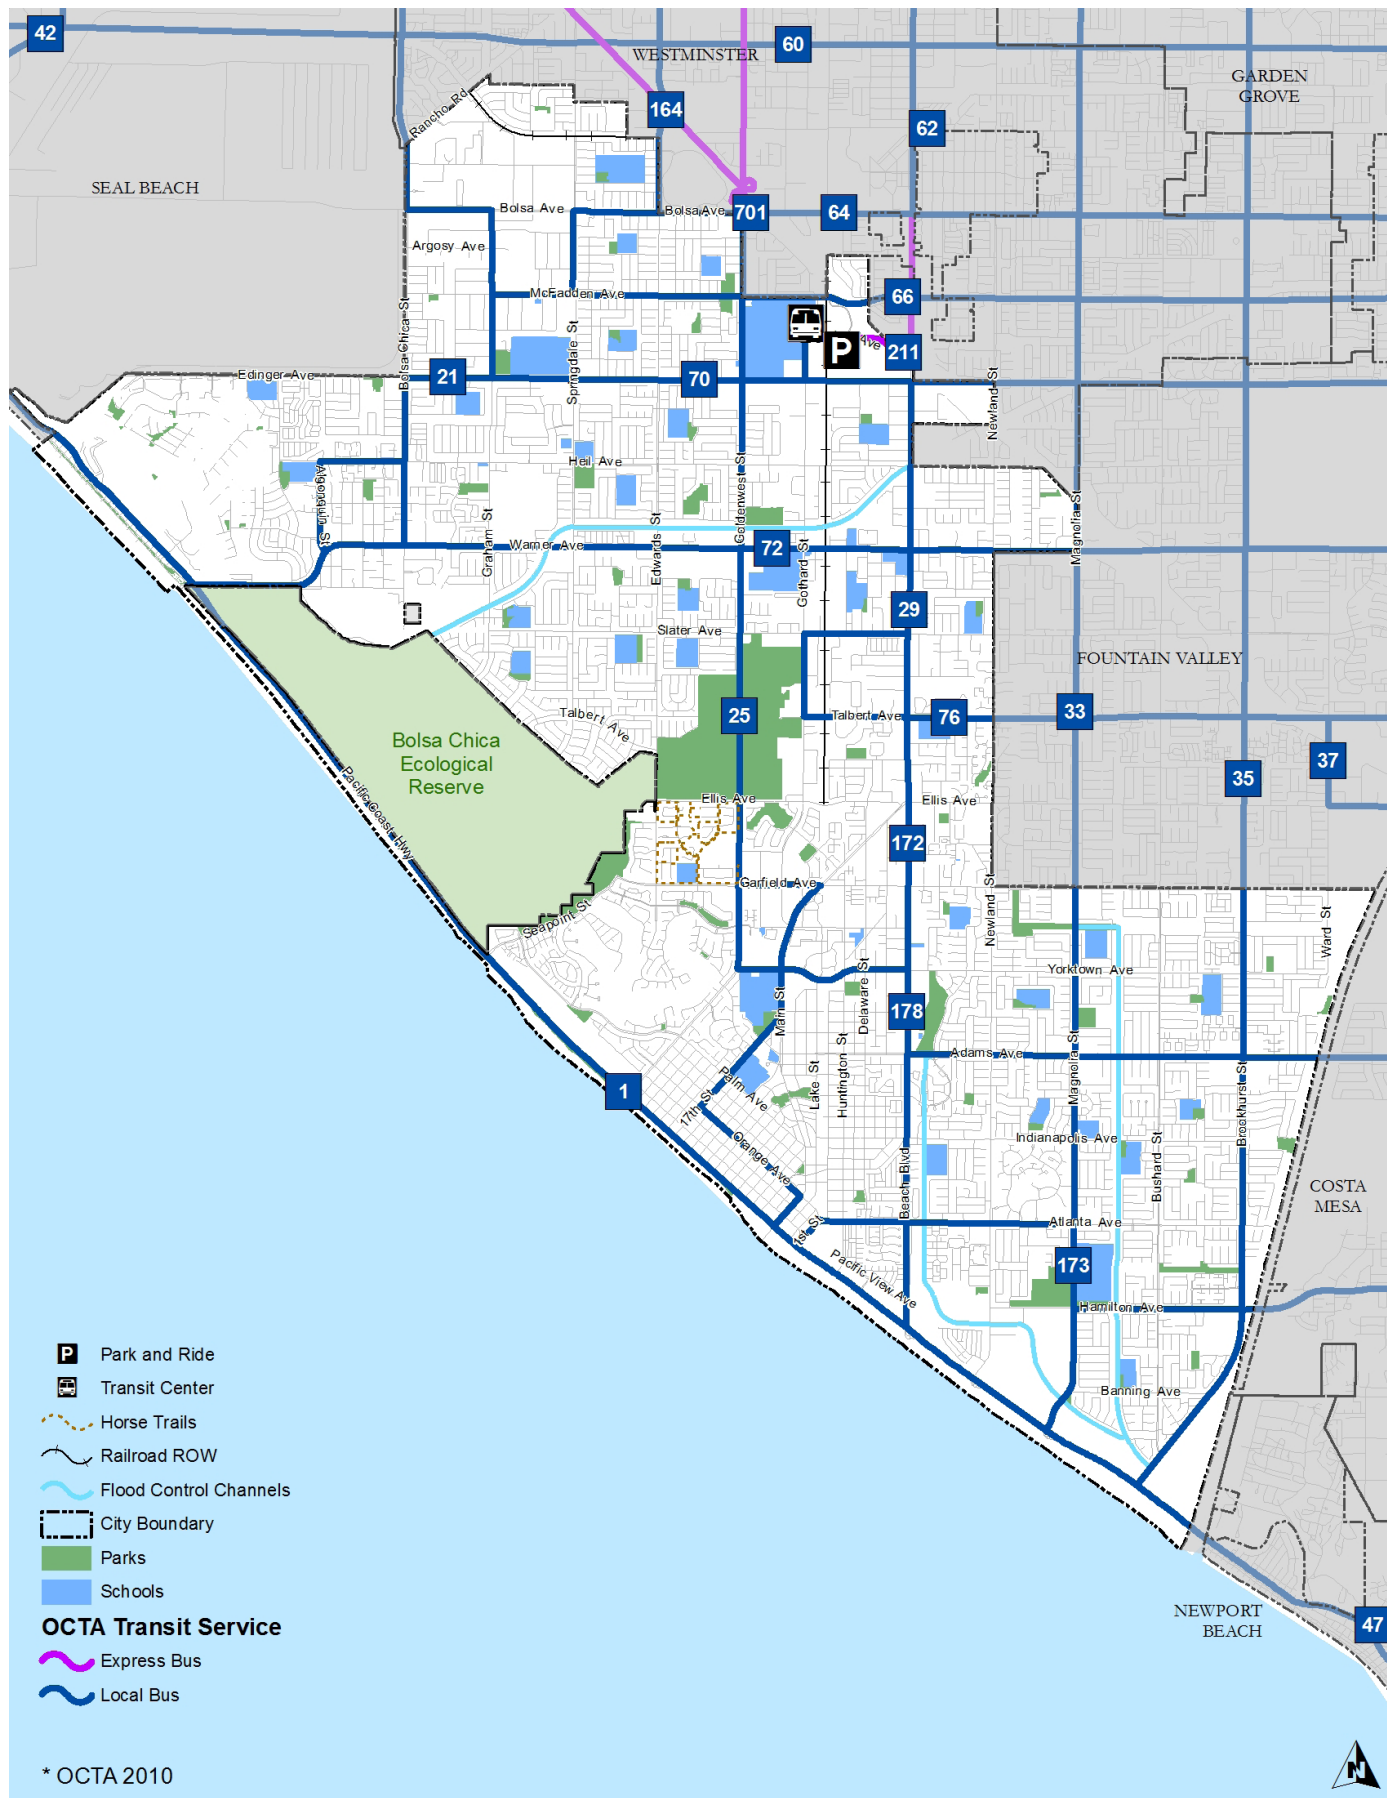 42
60
WESTMINSTER
GARDEN
GROVE
164
62
Rancho Rd
SEAL BEACH
Bolsa Ave
Bolsa Ave
701
64
Argosy Ave
McFadden Ave
66
Bolsa Chica St
Springdale St
P
Ave
211
Edinger Ave
21
70
Newland St
Heil Ave
Algonquin St
Goldenwest St
Graham St
Edwards St
Magnolia St
Warner Ave
72
Gothard St
29
Slater Ave
FOUNTAIN VALLEY
Talbert Ave
25
Talbert Ave
76
33
Bolsa Chica
Ecological
Reserve
37
35
Pacific Coast Hwy
Ellis Ave
Ellis Ave
172
Garfield Ave
Newland St
Seapoint St
Ward St
Yorktown Ave
Main St
Delaware St
178
Adams Ave
Magnolia St
1
Palm Ave
17th St
Lake St
Huntington St
Brookhurst St
Orange Ave
Indianapolis Ave
Bushard St
Beach Blvd
COSTA
MESA
1st St
Atlanta Ave
Pacific View Ave
173
Hamilton Ave
Banning Ave
P Park and Ride
Transit Center
Horse Trails
Railroad ROW
Flood Control Channels
City Boundary
Parks
Schools
OCTA Transit Service
Express Bus
Local Bus
NEWPORT
BEACH
47
* OCTA 2010
N